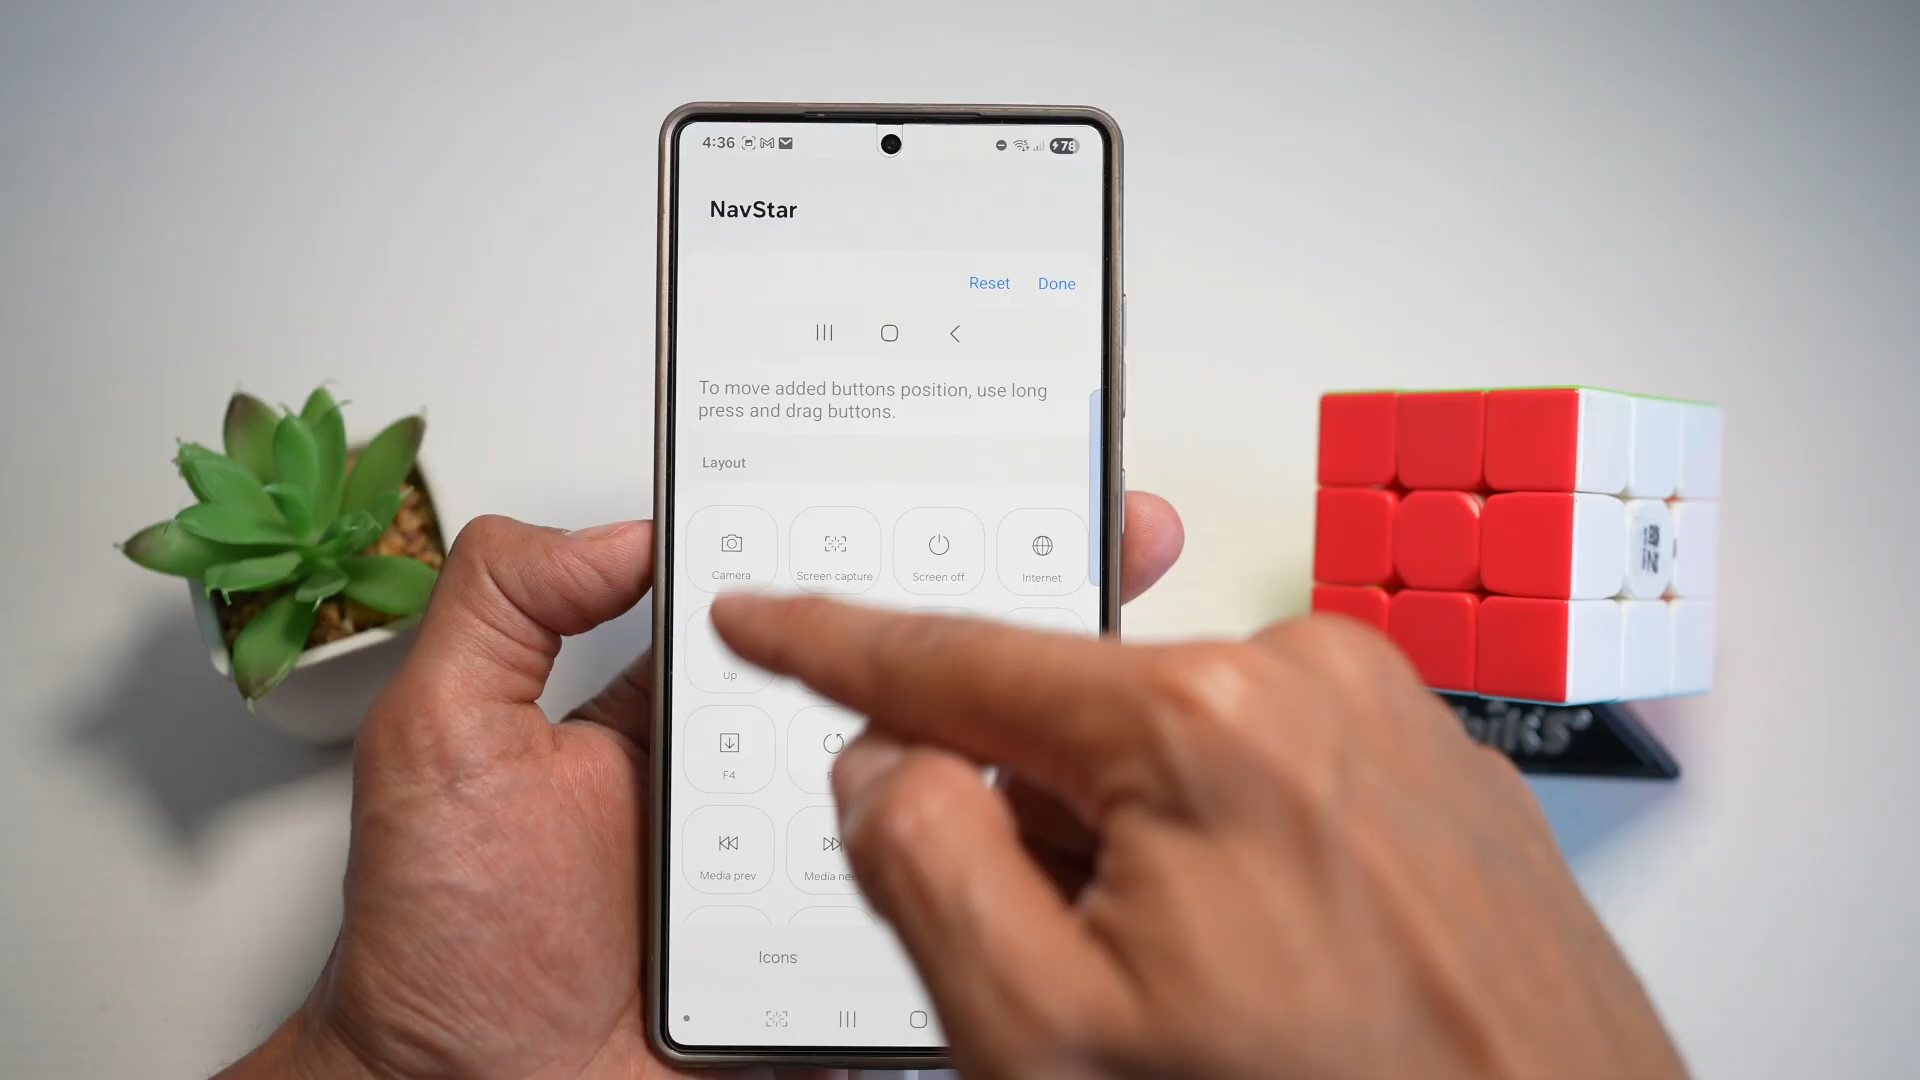 4:36
78
NavStar
Reset Done
To move added buttons position, use long
press and drag buttons.
Layout
Camera Screen capture Screen off Internet
Up
F4
Media prev Media
Icons